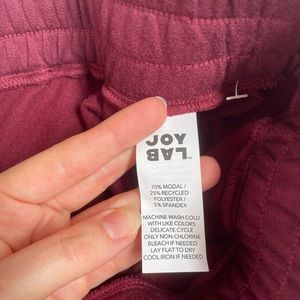 JOY
LAB™
70% MODAL/
25% RECYCLED
POLYESTER/
5% SPANDEX
MACHINE WASH COLD
WITH LIKE COLORS
DELICATE CYCLE
ONLY NON-CHLORINE
BLEACH IF NEEDED
LAY FLAT TO DRY
COOL IRON IF NEEDED